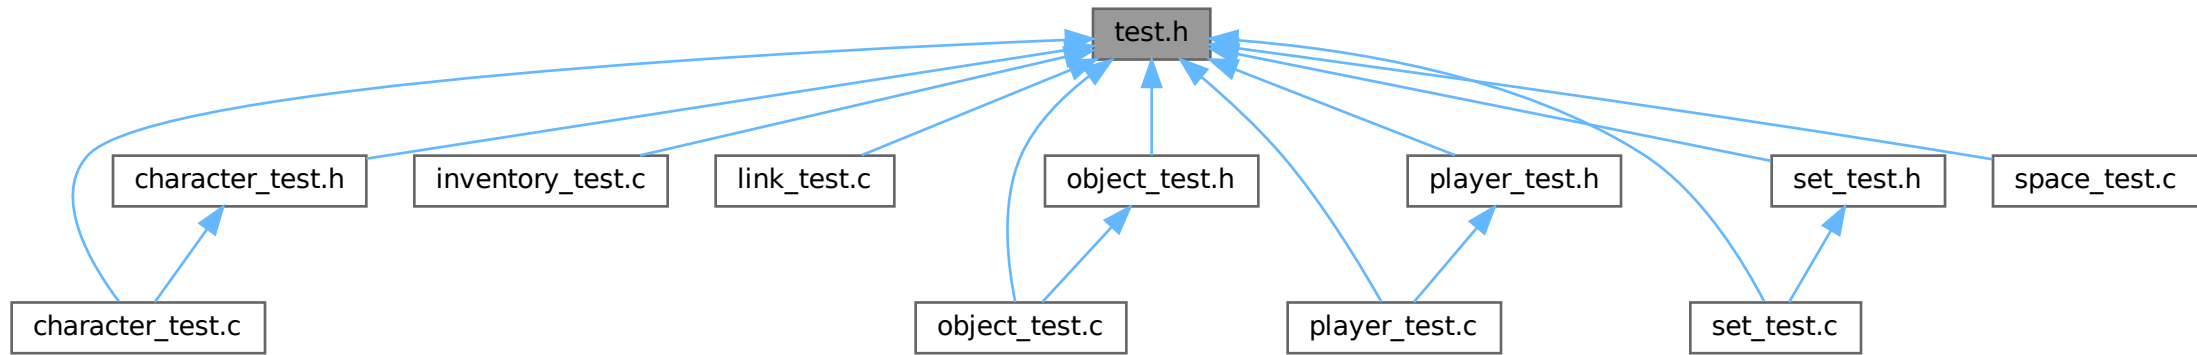 test.h
character_test.h
inventory_test.c
link_test.c
object_test.h
player_test.h
set_test.h
space_test.c
character_test.c
object_test.c
player_test.c
set_test.c